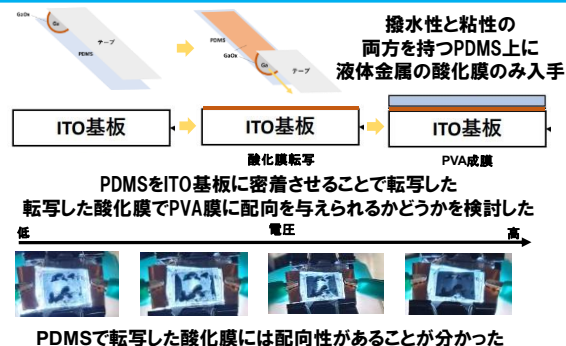 GaOx
Ga
PDMS
テープ
PDMS
GaOx
Ga
テープ
撥水性と粘性の
両方を持つPDMS上に
液体金属の酸化膜のみ入手
ITO基板
ITO基板
ITO基板
酸化膜転写
PVA成膜
PDMSをITO基板に密着させることで転写した
転写した酸化膜でPVA膜に配向を与えられるかどうかを検討した
低
電圧
高
PDMSで転写した酸化膜には配向性があることが分かった